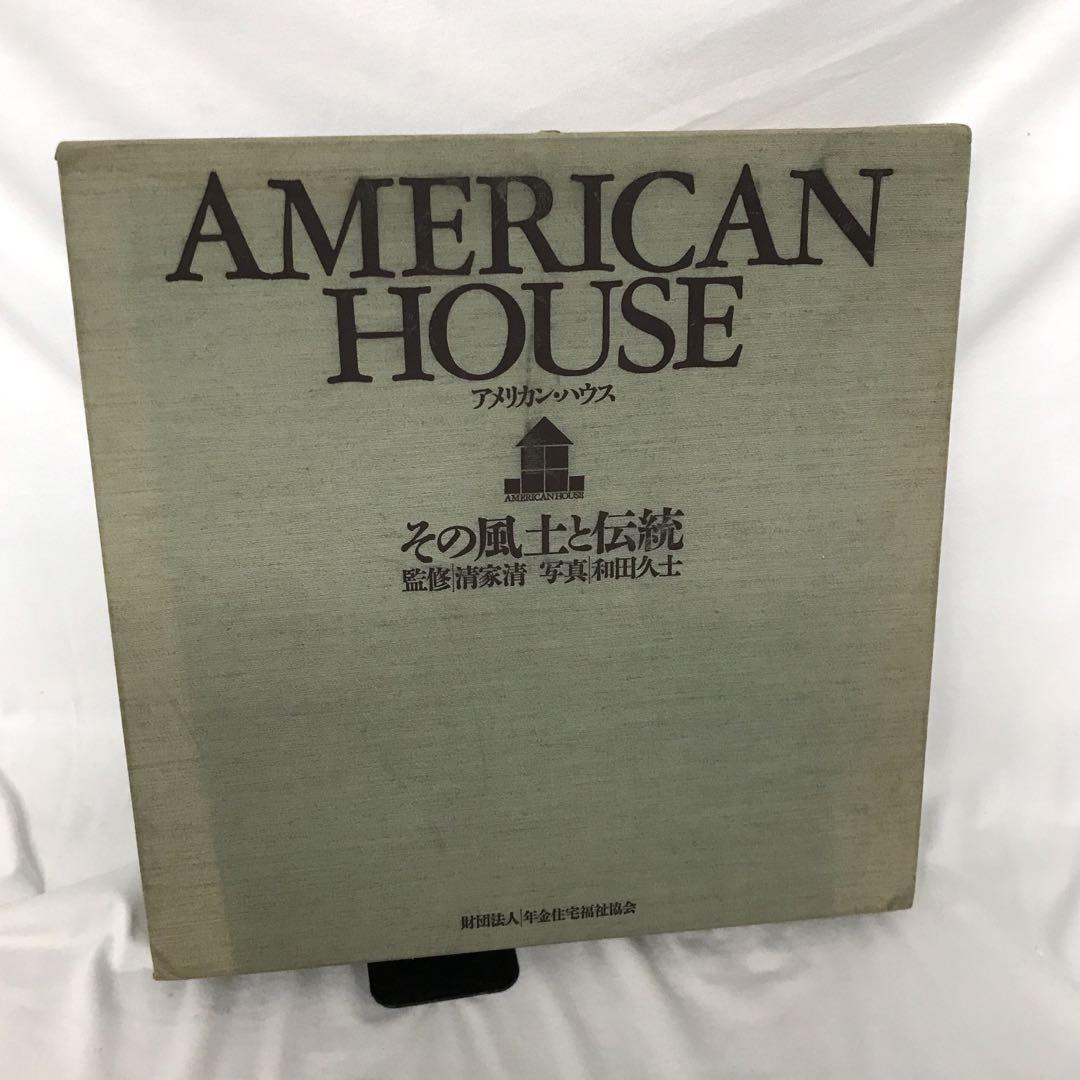 AMERICAN
HOUSE
アメリカン・ハウス
AMERICAN HOUSE
その風土と伝統
監修|清家清 写真|和田久士
財団法人|年金住宅福祉協会